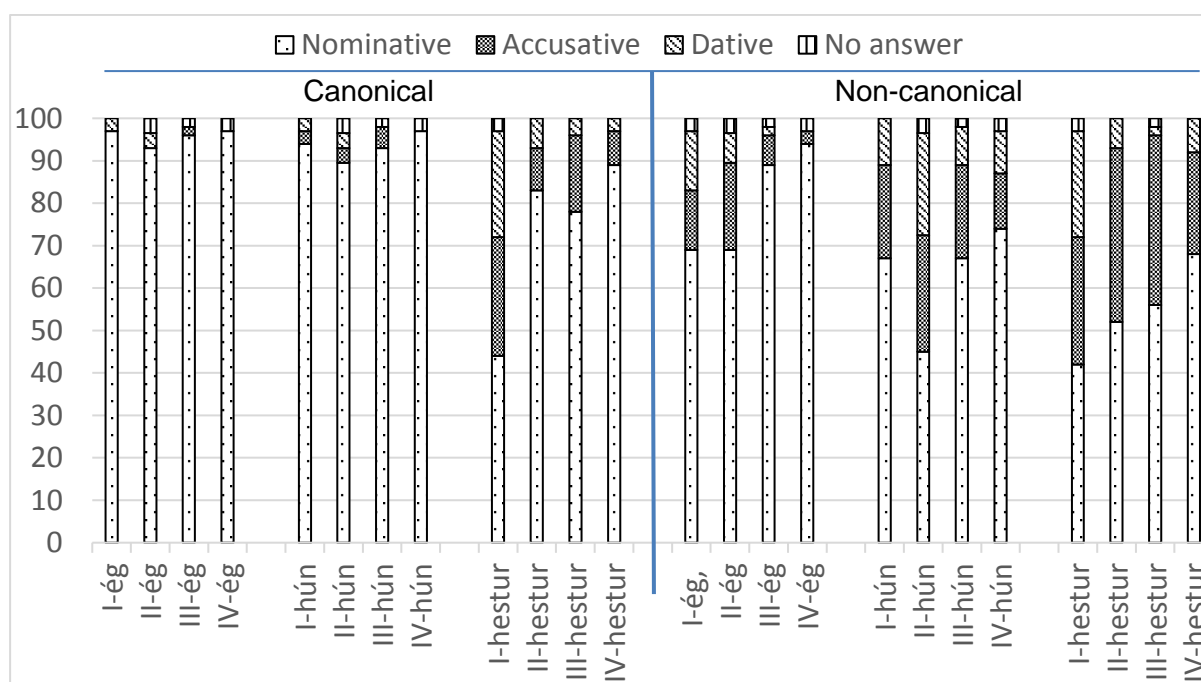 Nominative Accusative Dative No answer
Canonical Non-canonical
100
90
80
70
60
50
40
30
20
10
0
I-ég
II-ég
III-ég
IV-ég
I-hún
II-hún
III-hún
IV-hún
I-hestur
II-hestur
III-hestur
IV-hestur
I-ég,
II-ég
III-ég
IV-ég
I-hún
II-hún
III-hún
IV-hún
I-hestur
II-hestur
III-hestur
IV-hestur